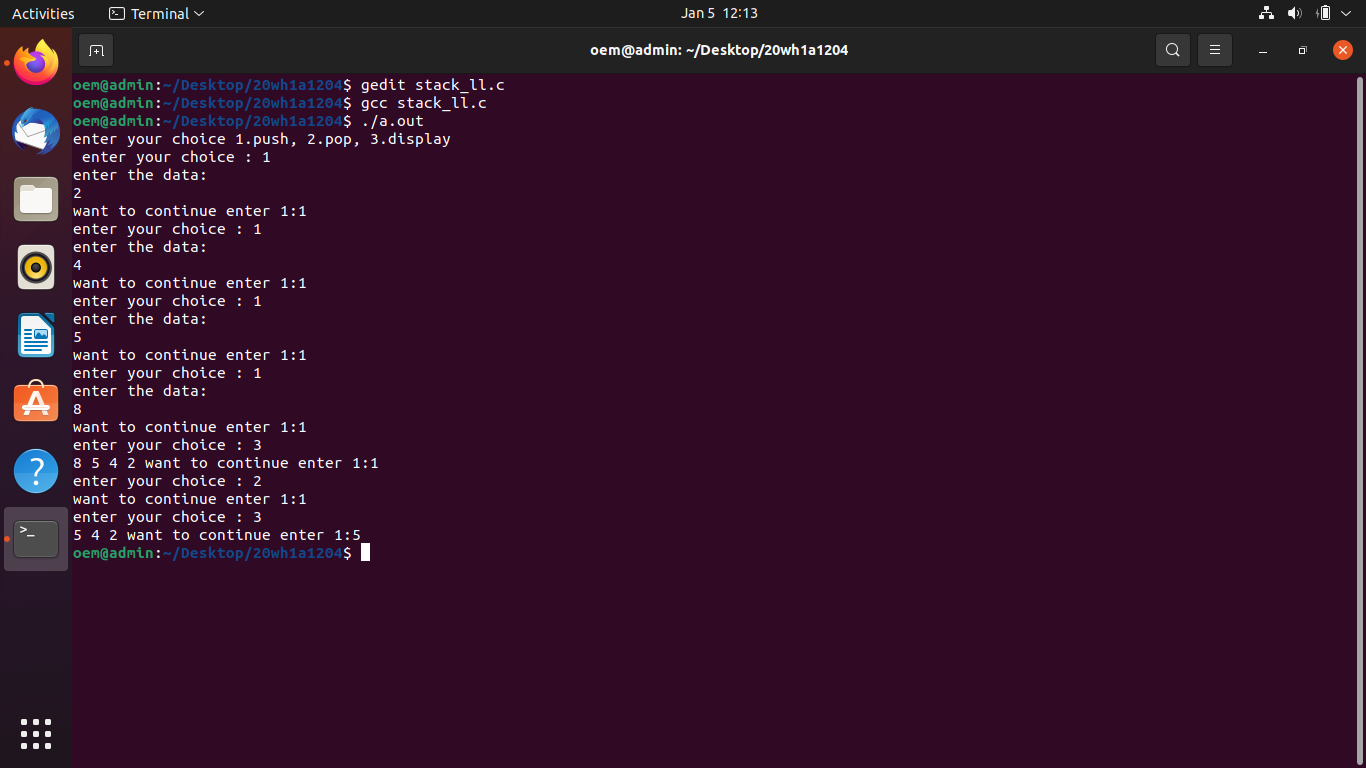 Activities Terminal Jan 5 12:13
oem@admin: ~/Desktop/20wh1a1204
oem@admin:~/Desktop/20wh1a1204$ gedit stack_ll.c
oem@admin:~/Desktop/20wh1a1204$ gcc stack_ll.c
oem@admin:~/Desktop/20wh1a1204$ ./a.out
enter your choice 1.push, 2.pop, 3.display
 enter your choice : 1
enter the data:
2
want to continue enter 1:1
enter your choice : 1
enter the data:
4
want to continue enter 1:1
enter your choice : 1
enter the data:
5
want to continue enter 1:1
enter your choice : 1
enter the data:
8
want to continue enter 1:1
enter your choice : 3
8 5 4 2 want to continue enter 1:1
enter your choice : 2
want to continue enter 1:1
enter your choice : 3
5 4 2 want to continue enter 1:5
oem@admin:~/Desktop/20wh1a1204$